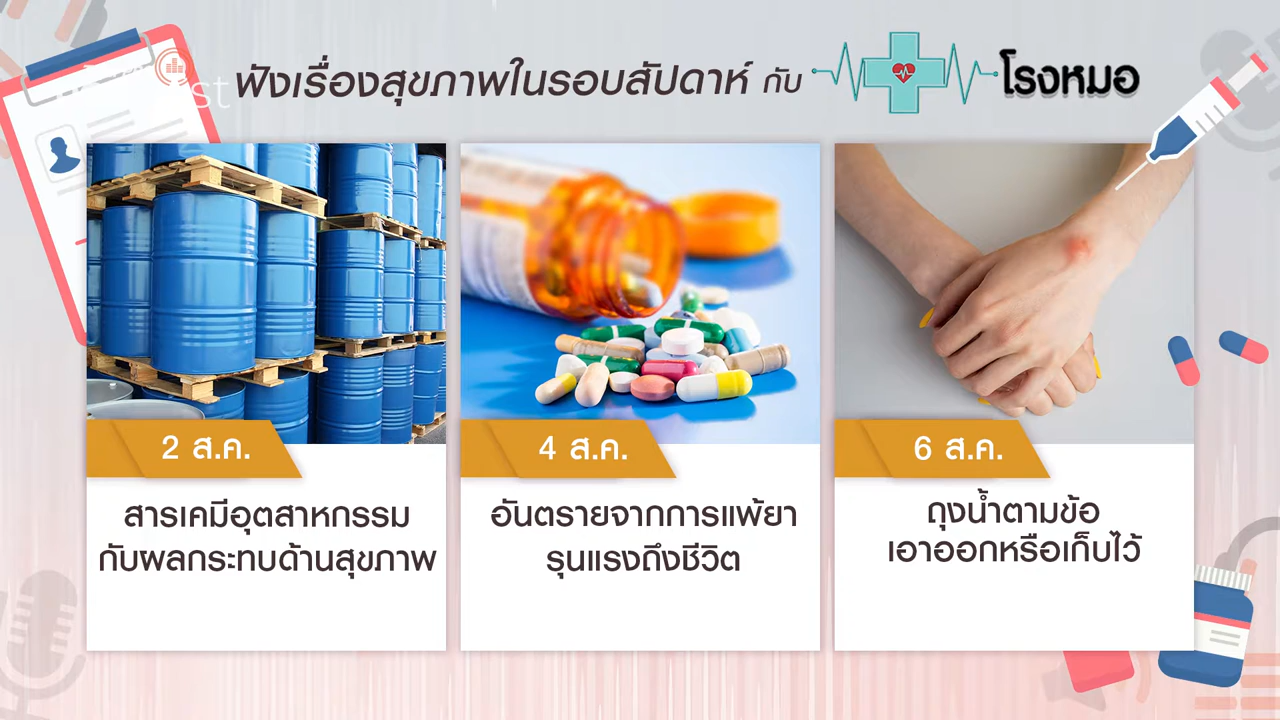 ฟังเรื่องสุขภาพในรอบสัปดาห์ กับ โรงหมอ
2 ส.ค.
สารเคมีอุตสาหกรรม
กับผลกระทบด้านสุขภาพ
4 ส.ค.
อันตรายจากการแพ้ยา
รุนแรงถึงชีวิต
6 ส.ค.
ถุงน้ำตามข้อ
เอาออกหรือเก็บไว้